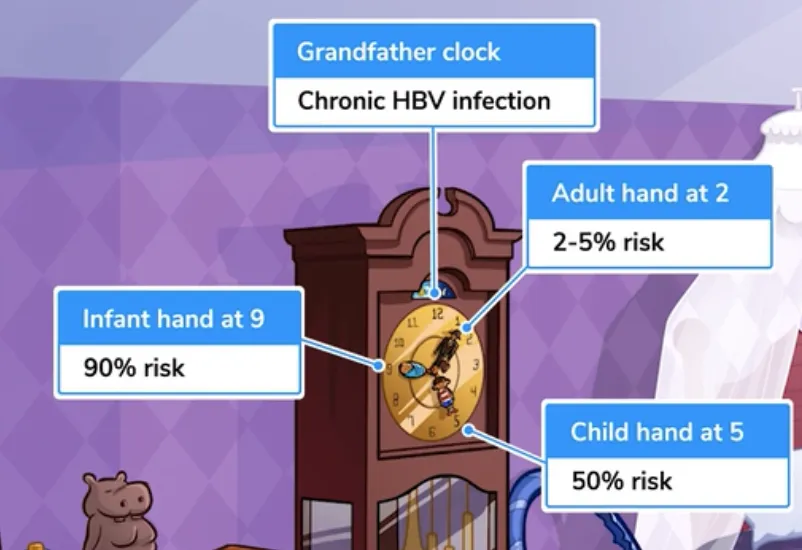 Grandfather clock
Chronic HBV infection
Adult hand at 2
2-5% risk
Infant hand at 9
90% risk
Child hand at 5
50% risk
12
11
1
10
2
9
3
8
4
7
5
6